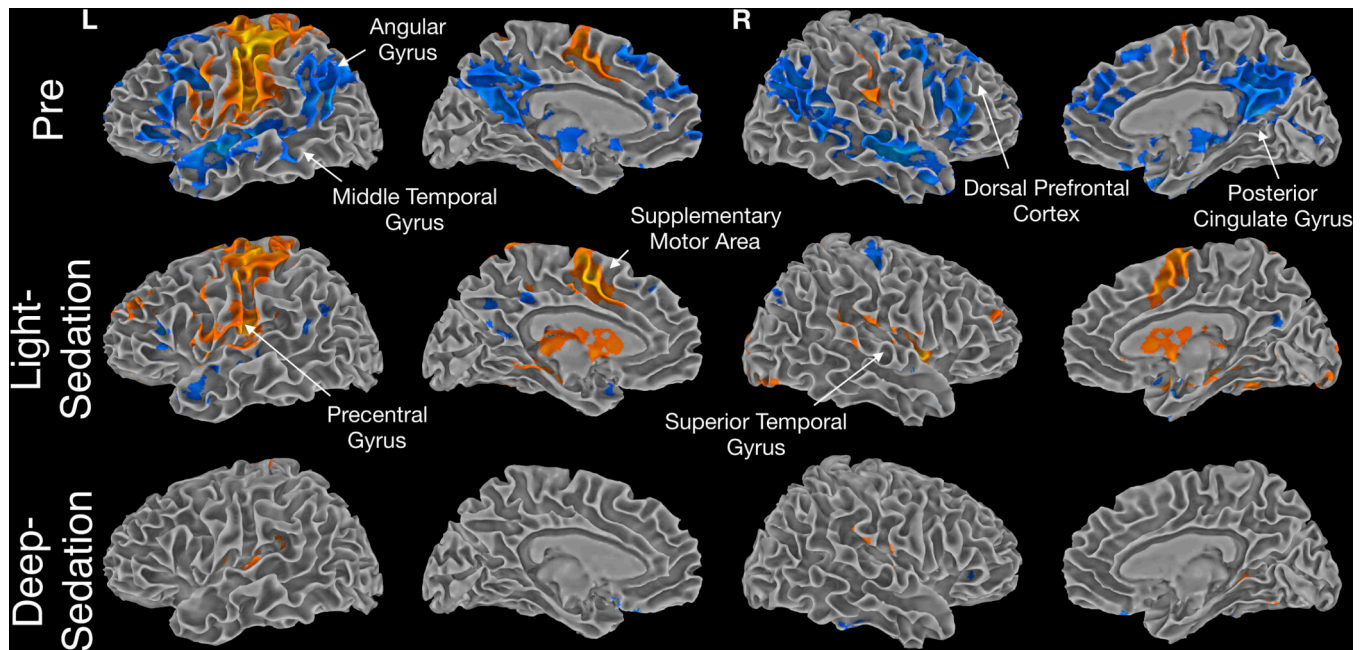 L
R
Angular
Gyrus
Pre
Middle Temporal
Gyrus
Dorsal Prefrontal
Cortex
Posterior
Cingulate Gyrus
Supplementary
Motor Area
Light-
Sedation
Precentral
Gyrus
Superior Temporal
Gyrus
Deep-
Sedation